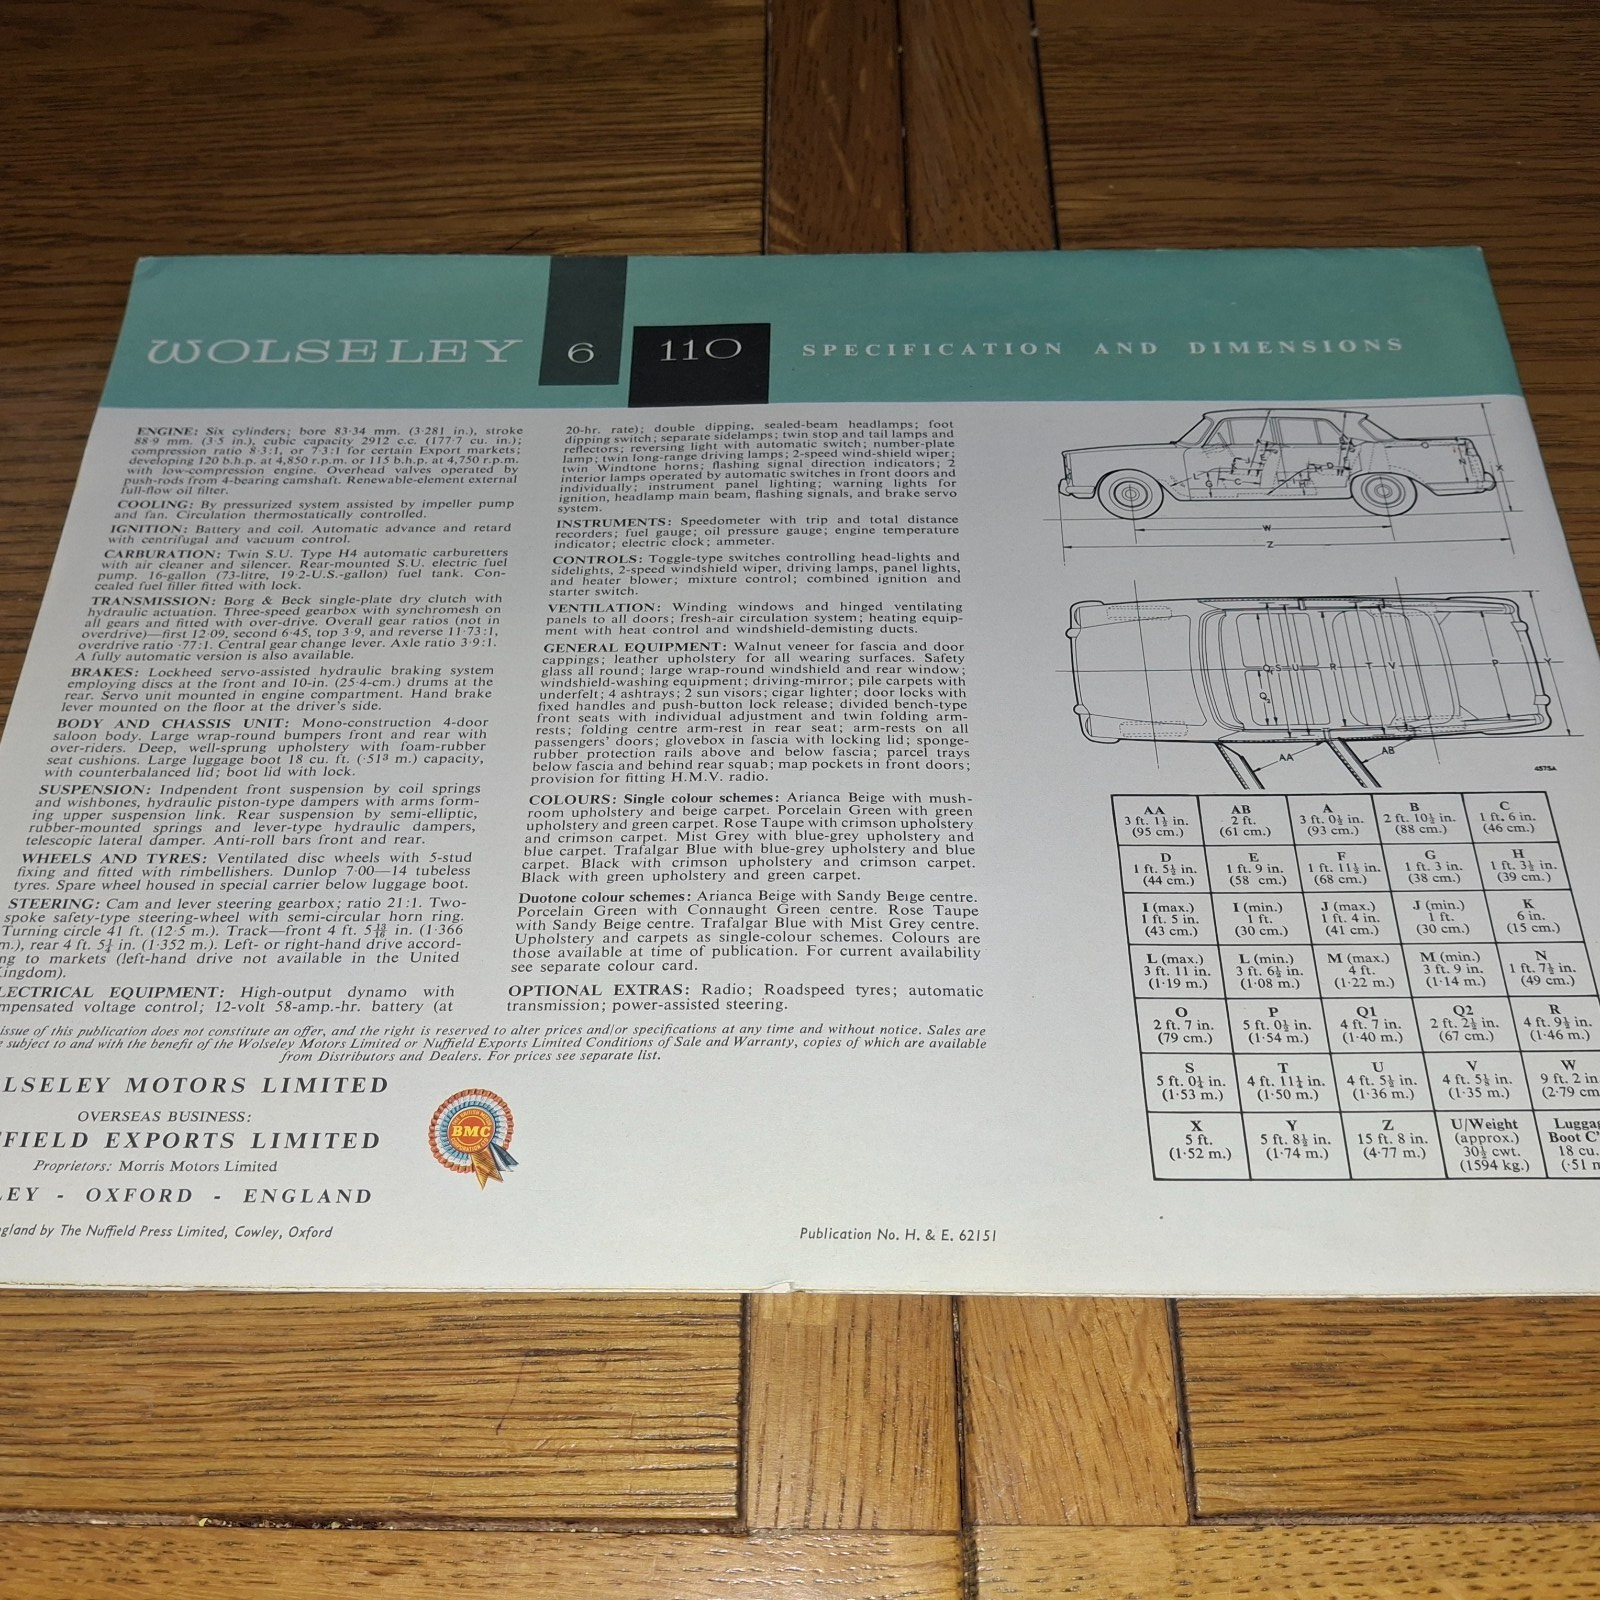 WOLSELEY 6 110 SPECIFICATION AND DIMENSIONS
ENGINE: Six cylinders; bore 83·34 mm. (3·281 in.), stroke
88·9 mm. (3·5 in.), cubic capacity 2912 c.c. (177·7 cu. in.);
compression ratio 8·3:1, or 7·3:1 for certain Export markets;
developing 120 b.h.p. at 4,850 r.p.m. or 115 b.h.p. at 4,750 r.p.m.
with low-compression engine. Overhead valves operated by
push-rods from 4-bearing camshaft. Renewable-element external
full-flow oil filter.
COOLING: By pressurized system assisted by impeller pump
and fan. Circulation thermostatically controlled.
IGNITION: Battery and coil. Automatic advance and retard
with centrifugal and vacuum control.
CARBURATION: Twin S.U. Type H4 automatic carburetters
with air cleaner and silencer. Rear-mounted S.U. electric fuel
pump. 16-gallon (73-litre, 19·2-U.S.-gallon) fuel tank. Con-
cealed fuel filler fitted with lock.
TRANSMISSION: Borg & Beck single-plate dry clutch with
hydraulic actuation. Three-speed gearbox with synchromesh on
all gears and fitted with over-drive. Overall gear ratios (not in
overdrive)—first 12·09, second 6·45, top 3·9, and reverse 11·73:1,
overdrive ratio ·77:1. Central gear change lever. Axle ratio 3·9:1.
A fully automatic version is also available.
BRAKES: Lockheed servo-assisted hydraulic braking system
employing discs at the front and 10-in. (25·4-cm.) drums at the
rear. Servo unit mounted in engine compartment. Hand brake
lever mounted on the floor at the driver's side.
BODY AND CHASSIS UNIT: Mono-construction 4-door
saloon body. Large wrap-round bumpers front and rear with
over-riders. Deep, well-sprung upholstery with foam-rubber
seat cushions. Large luggage boot 18 cu. ft. (·51³ m.) capacity,
with counterbalanced lid; boot lid with lock.
SUSPENSION: Indpendent front suspension by coil springs
and wishbones, hydraulic piston-type dampers with arms form-
ing upper suspension link. Rear suspension by semi-elliptic,
rubber-mounted springs and lever-type hydraulic dampers,
telescopic lateral damper. Anti-roll bars front and rear.
WHEELS AND TYRES: Ventilated disc wheels with 5-stud
fixing and fitted with rimbellishers. Dunlop 7·00—14 tubeless
tyres. Spare wheel housed in special carrier below luggage boot.
STEERING: Cam and lever steering gearbox; ratio 21:1. Two-
spoke safety-type steering-wheel with semi-circular horn ring.
Turning circle 41 ft. (12·5 m.). Track—front 4 ft. 5 13/16 in. (1·366
m.), rear 4 ft. 5¼ in. (1·352 m.). Left- or right-hand drive accord-
ng to markets (left-hand drive not available in the United
ingdom).
LECTRICAL EQUIPMENT: High-output dynamo with
mpensated voltage control; 12-volt 58-amp.-hr. battery (at
20-hr. rate); double dipping, sealed-beam headlamps; foot
dipping switch; separate sidelamps; twin stop and tail lamps and
reflectors; reversing light with automatic switch; number-plate
lamp; twin long-range driving lamps; 2-speed wind-shield wiper;
twin Windtone horns; flashing signal direction indicators; 2
interior lamps operated by automatic switches in front doors and
individually; instrument panel lighting; warning lights for
ignition, headlamp main beam, flashing signals, and brake servo
system.
INSTRUMENTS: Speedometer with trip and total distance
recorders; fuel gauge; oil pressure gauge; engine temperature
indicator; electric clock; ammeter.
CONTROLS: Toggle-type switches controlling head-lights and
sidelights, 2-speed windshield wiper, driving lamps, panel lights,
and heater blower; mixture control; combined ignition and
starter switch.
VENTILATION: Winding windows and hinged ventilating
panels to all doors; fresh-air circulation system; heating equip-
ment with heat control and windshield-demisting ducts.
GENERAL EQUIPMENT: Walnut veneer for fascia and door
cappings; leather upholstery for all wearing surfaces. Safety
glass all round; large wrap-round windshield and rear window;
windshield-washing equipment; driving-mirror; pile carpets with
underfelt; 4 ashtrays; 2 sun visors; cigar lighter; door locks with
fixed handles and push-button lock release; divided bench-type
front seats with individual adjustment and twin folding arm-
rests; folding centre arm-rest in rear seat; arm-rests on all
passengers' doors; glovebox in fascia with locking lid; sponge-
rubber protection rails above and below fascia; parcel trays
below fascia and behind rear squab; map pockets in front doors;
provision for fitting H.M.V. radio.
COLOURS: Single colour schemes: Arianca Beige with mush-
room upholstery and beige carpet. Porcelain Green with green
upholstery and green carpet. Rose Taupe with crimson upholstery
and crimson carpet. Mist Grey with blue-grey upholstery and
blue carpet. Trafalgar Blue with blue-grey upholstery and blue
carpet. Black with crimson upholstery and crimson carpet.
Black with green upholstery and green carpet.
Duotone colour schemes: Arianca Beige with Sandy Beige centre.
Porcelain Green with Connaught Green centre. Rose Taupe
with Sandy Beige centre. Trafalgar Blue with Mist Grey centre.
Upholstery and carpets as single-colour schemes. Colours are
those available at time of publication. For current availability
see separate colour card.
OPTIONAL EXTRAS: Radio; Roadspeed tyres; automatic
transmission; power-assisted steering.
issue of this publication does not constitute an offer, and the right is reserved to alter prices and/or specifications at any time and without notice. Sales are
subject to and with the benefit of the Wolseley Motors Limited or Nuffield Exports Limited Conditions of Sale and Warranty, copies of which are available
from Distributors and Dealers. For prices see separate list.
LSELEY MOTORS LIMITED
OVERSEAS BUSINESS:
FIELD EXPORTS LIMITED
Proprietors: Morris Motors Limited
LEY - OXFORD - ENGLAND
gland by The Nuffield Press Limited, Cowley, Oxford
BMC
Publication No. H. & E. 62151
W
Z
X
Q S U R T V P Y
AA AB
4575A
AA AB A B C
3 ft. 1½ in. 2 ft. 3 ft. 0½ in. 2 ft. 10½ in. 1 ft. 6 in.
(95 cm.) (61 cm.) (93 cm.) (88 cm.) (46 cm.)
D E F G H
1 ft. 5½ in. 1 ft. 9 in. 1 ft. 11½ in. 1 ft. 3 in. 1 ft. 3½ in.
(44 cm.) (58 cm.) (68 cm.) (38 cm.) (39 cm.)
I (max.) I (min.) J (max.) J (min.) K
1 ft. 5 in. 1 ft. 1 ft. 4 in. 1 ft. 6 in.
(43 cm.) (30 cm.) (41 cm.) (30 cm.) (15 cm.)
L (max.) L (min.) M (max.) M (min.) N
3 ft. 11 in. 3 ft. 6½ in. 4 ft. 3 ft. 9 in. 1 ft. 7½ in.
(1·19 m.) (1·08 m.) (1·22 m.) (1·14 m.) (49 cm.)
O P Q1 Q2 R
2 ft. 7 in. 5 ft. 0½ in. 4 ft. 7 in. 2 ft. 2½ in. 4 ft. 9½ in.
(79 cm.) (1·54 m.) (1·40 m.) (67 cm.) (1·46 m.)
S T U V W
5 ft. 0¼ in. 4 ft. 11¼ in. 4 ft. 5½ in. 4 ft. 5⅛ in. 9 ft. 2 in
(1·53 m.) (1·50 m.) (1·36 m.) (1·35 m.) (2·79 cm
X Y Z U/Weight Lugga
5 ft. 5 ft. 8½ in. 15 ft. 8 in. (approx.) Boot C'
(1·52 m.) (1·74 m.) (4·77 m.) 30½ cwt. 18 cu.
(1594 kg.) (·51 m